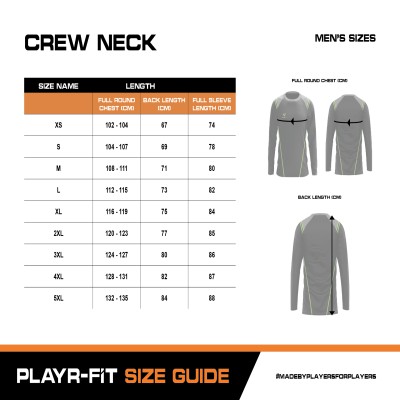 CREW NECK
MEN'S SIZES
SIZE NAME LENGTH
FULL ROUND CHEST (CM) BACK LENGTH (CM) FULL SLEEVE LENGTH (CM)
XS 102 - 104 67 74
S 104 - 107 69 78
M 108 - 111 71 80
L 112 - 115 73 82
XL 116 - 119 75 84
2XL 120 - 123 77 85
3XL 124 - 127 80 86
4XL 128 - 131 82 87
5XL 132 - 135 84 88
FULL ROUND CHEST (CM)
BACK LENGTH (CM)
PLAYR-FIT SIZE GUIDE
#MADEBYPLAYERSFORPLAYERS